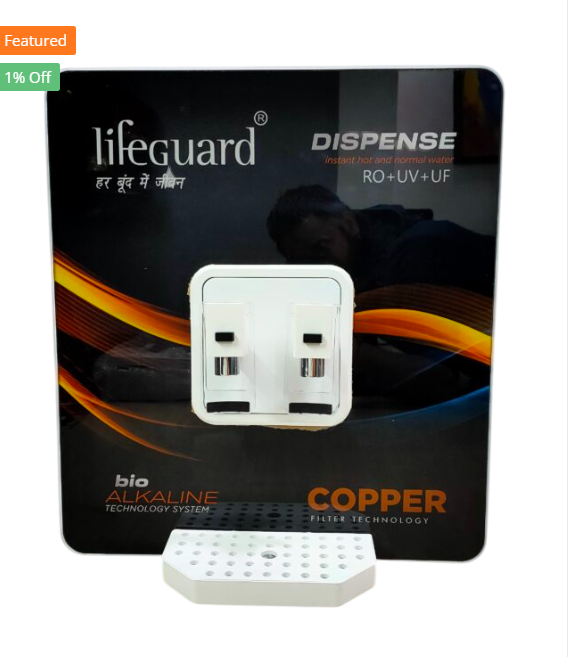 Featured
1% Off
lifeguard®
हर बूंद में जीवन
DISPENSE
instant hot and normal water
RO+UV+UF
bio
ALKALINE
TECHNOLOGY SYSTEM
COPPER
FILTER TECHNOLOGY